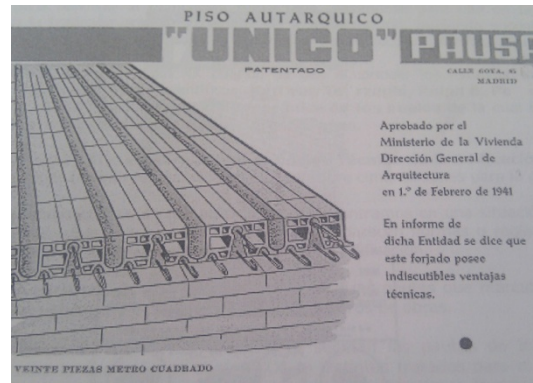 PISO AUTARQUICO
"UNICO" PAUSA
PATENTADO
CALLE GOYA,
MADRID
Aprobado por el
Ministerio de la Vivienda
Dirección General de
Arquitectura
en 1.º de Febrero de 1941
En informe de
dicha Entidad se dice que
este forjado posee
indiscutibles ventajas
técnicas.
VEINTE PIEZAS METRO CUADRADO